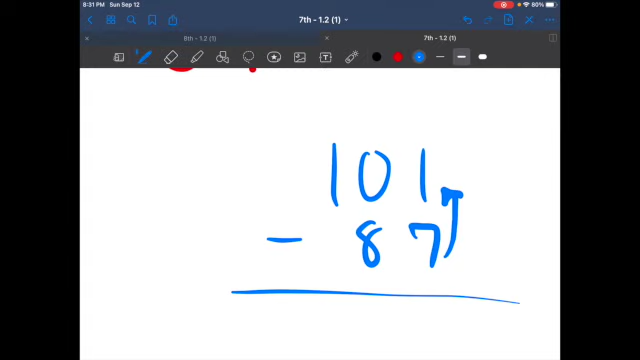 8:31 PM Sun Sep 12
80%
7th - 1.2 (1)
8th - 1.2 (1)
7th - 1.2 (1)
101
- 87